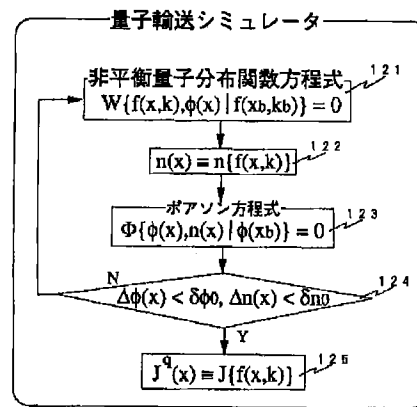 量子輸送シミュレータ
121
非平衡量子分布関数方程式
W{f(x,k),φ(x)|f(xb,kb)} = 0
122
n(x) ≡ n{f(x,k)}
ポアソン方程式
123
Φ{φ(x),n(x)|φ(xb)} = 0
N
124
Δφ(x) < δφ0, Δn(x) < δn0
Y
125
J^q(x) ≡ J{f(x,k)}